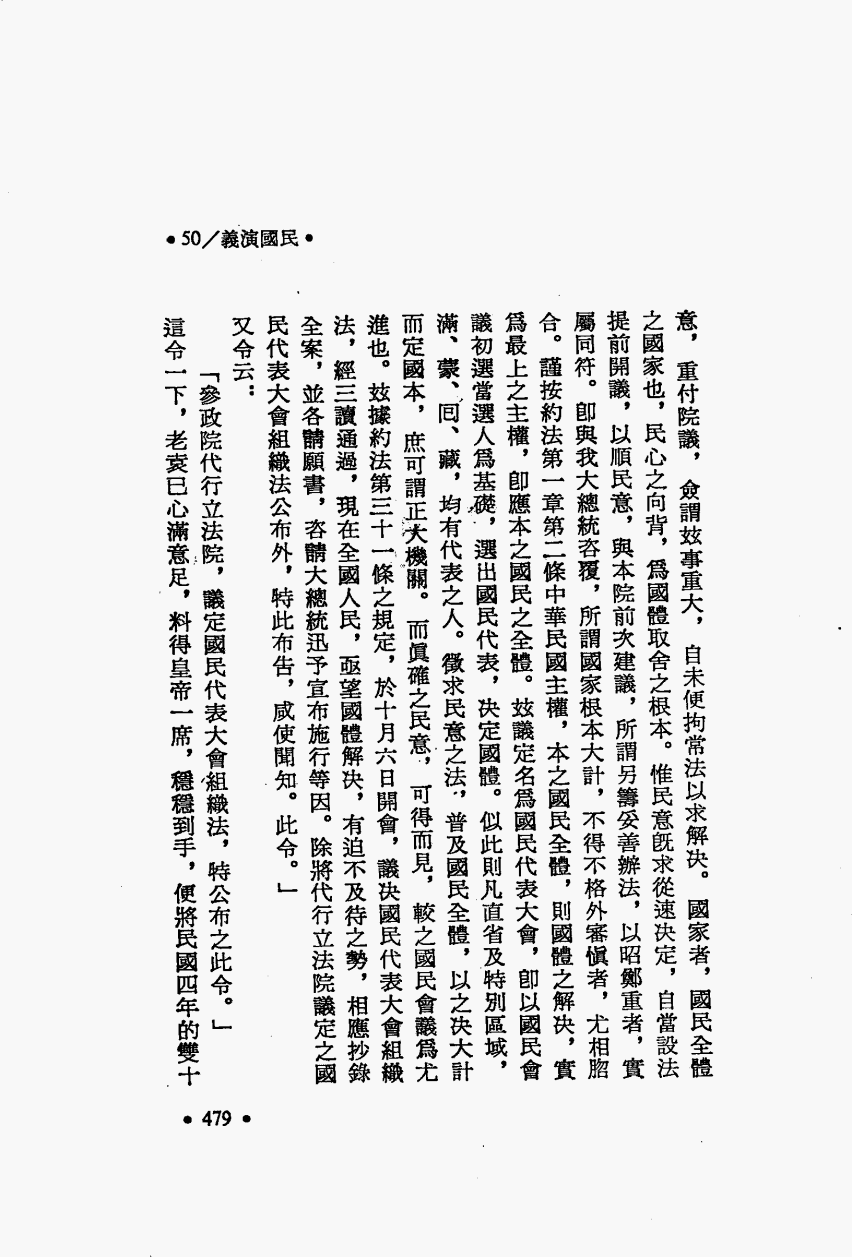 •50／義演國民•
意，重付院議，僉謂玆事重大，自未便拘常法以求解決。國家者，國民全體
之國家也，民心之向背，爲國體取舍之根本。惟民意旣求從速决定，自當設法
提前開議，以順民意，與本院前次建議，所謂另籌妥善辦法，以昭鄭重者，實
屬同符。卽與我大總統咨覆，所謂國家根本大計，不得不格外審愼者，尤相脗
合。謹按約法第一章第二條中華民國主權，本之國民全體，則國體之解决，實
爲最上之主權，卽應本之國民之全體。玆議定名爲國民代表大會，卽以國民會
議初選當選人爲基礎，選出國民代表，决定國體。似此則凡直省及特別區域，
滿、蒙、囘、藏，均有代表之人。徵求民意之法，普及國民全體，以之决大計
而定國本，庶可謂正大機關。而眞確之民意，可得而見，較之國民會議爲尤
進也。玆據約法第三十一條之規定，於十月六日開會，議决國民代表大會組織
法，經三讀通過，現在全國人民，亟望國體解决，有迫不及待之勢，相應抄錄
全案，並各請願書，咨請大總統迅予宣布施行等因。除將代行立法院議定之國
民代表大會組織法公布外，特此布告，咸使聞知。此令。」
又令云：
「參政院代行立法院，議定國民代表大會組織法，特公布之此令。」
這令一下，老袁已心滿意足，料得皇帝一席，穩穩到手，便將民國四年的雙十
•479•